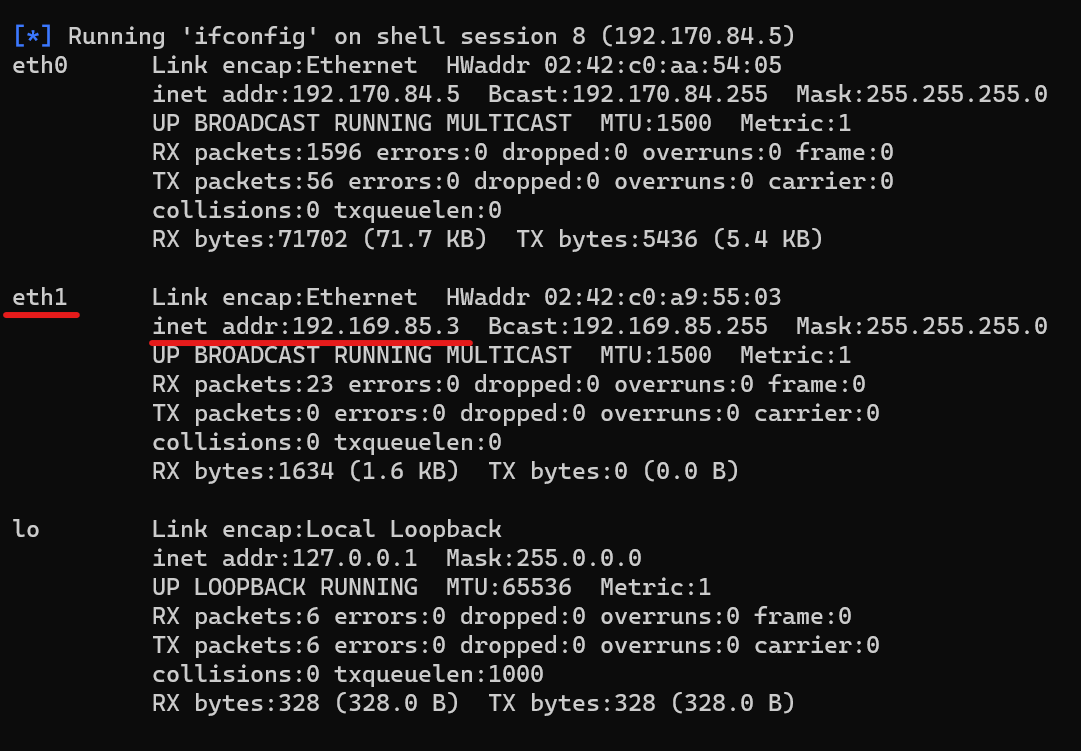 [*] Running 'ifconfig' on shell session 8 (192.170.84.5)
eth0      Link encap:Ethernet  HWaddr 02:42:c0:aa:54:05
          inet addr:192.170.84.5  Bcast:192.170.84.255  Mask:255.255.255.0
          UP BROADCAST RUNNING MULTICAST  MTU:1500  Metric:1
          RX packets:1596 errors:0 dropped:0 overruns:0 frame:0
          TX packets:56 errors:0 dropped:0 overruns:0 carrier:0
          collisions:0 txqueuelen:0
          RX bytes:71702 (71.7 KB)  TX bytes:5436 (5.4 KB)

eth1      Link encap:Ethernet  HWaddr 02:42:c0:a9:55:03
          inet addr:192.169.85.3  Bcast:192.169.85.255  Mask:255.255.255.0
          UP BROADCAST RUNNING MULTICAST  MTU:1500  Metric:1
          RX packets:23 errors:0 dropped:0 overruns:0 frame:0
          TX packets:0 errors:0 dropped:0 overruns:0 carrier:0
          collisions:0 txqueuelen:0
          RX bytes:1634 (1.6 KB)  TX bytes:0 (0.0 B)

lo        Link encap:Local Loopback
          inet addr:127.0.0.1  Mask:255.0.0.0
          UP LOOPBACK RUNNING  MTU:65536  Metric:1
          RX packets:6 errors:0 dropped:0 overruns:0 frame:0
          TX packets:6 errors:0 dropped:0 overruns:0 carrier:0
          collisions:0 txqueuelen:1000
          RX bytes:328 (328.0 B)  TX bytes:328 (328.0 B)